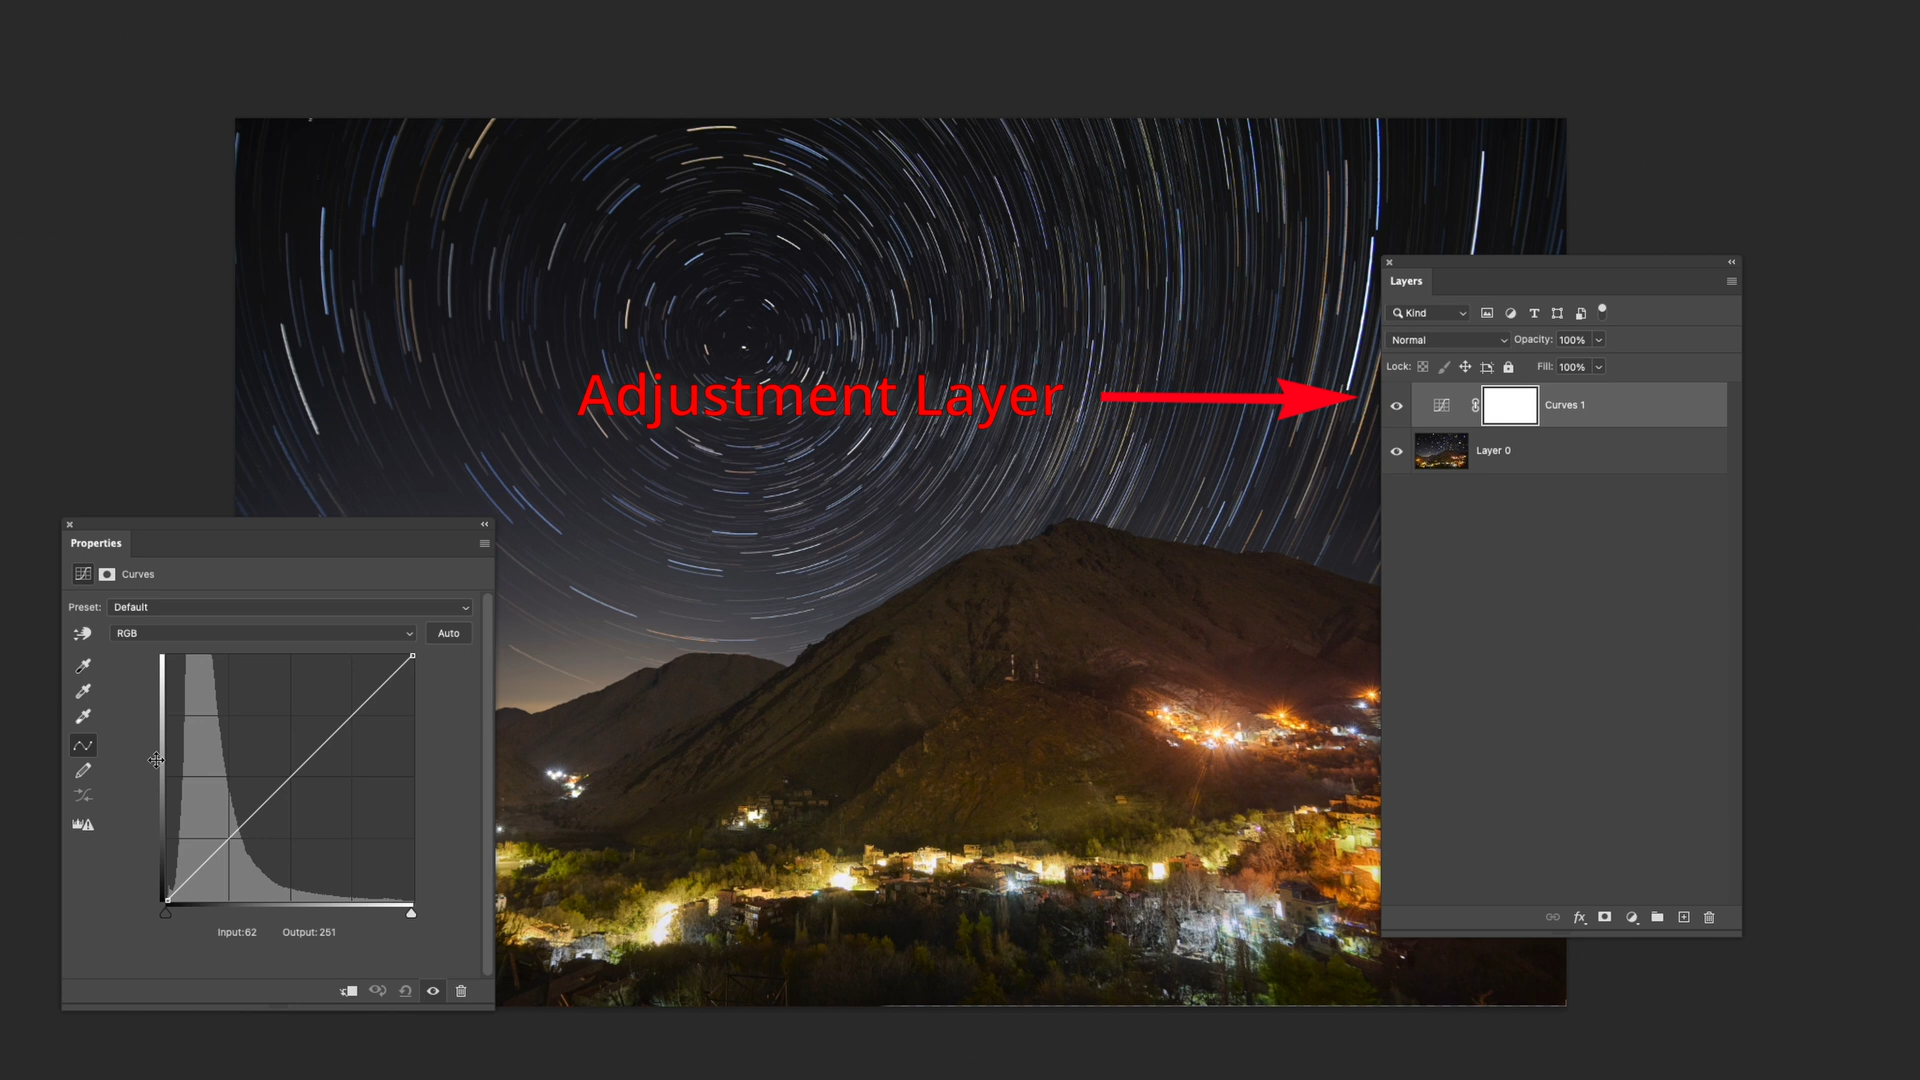 Layers
Kind
Normal
Opacity: 100%
Lock:
Fill: 100%
Adjustment Layer
Curves 1
Layer 0
Properties
Curves
Preset: Default
RGB
Auto
Input:62 Output: 251
fx